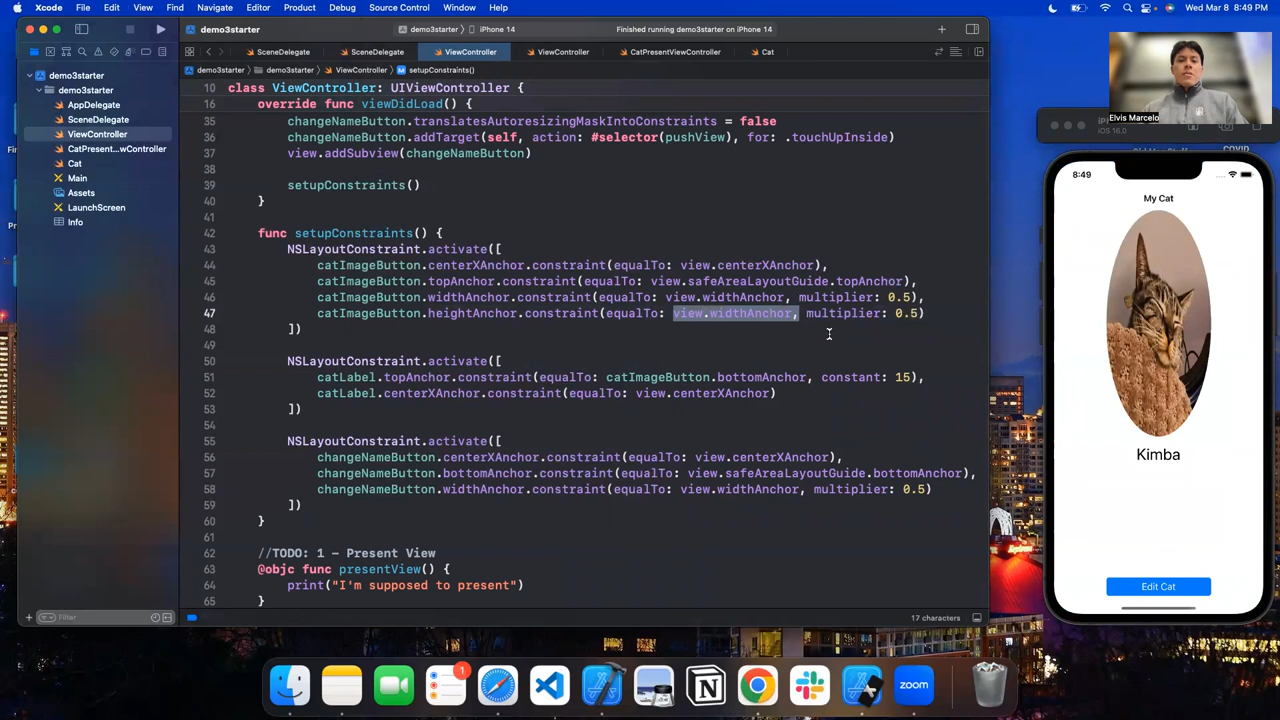 Xcode File Edit View Find Navigate Editor Product Debug Source Control Window Help Wed Mar 8 8:49 PM
demo3starter demo3starter iPhone 14 Finished running demo3starter on iPhone 14
SceneDelegate SceneDelegate ViewController ViewController CatPresentViewController Cat
demo3starter demo3starter ViewController setupConstraints()
demo3starter
demo3starter
AppDelegate
SceneDelegate
ViewController
CatPresent...wController
Cat
Main
Assets
LaunchScreen
Info
Filter
10 class ViewController: UIViewController {
16 override func viewDidLoad() {
35 changeNameButton.translatesAutoresizingMaskIntoConstraints = false
36 changeNameButton.addTarget(self, action: #selector(pushView), for: .touchUpInside)
37 view.addSubview(changeNameButton)
38
39 setupConstraints()
40 }
41
42 func setupConstraints() {
43 NSLayoutConstraint.activate([
44 catImageButton.centerXAnchor.constraint(equalTo: view.centerXAnchor),
45 catImageButton.topAnchor.constraint(equalTo: view.safeAreaLayoutGuide.topAnchor),
46 catImageButton.widthAnchor.constraint(equalTo: view.widthAnchor, multiplier: 0.5),
47 catImageButton.heightAnchor.constraint(equalTo: view.widthAnchor, multiplier: 0.5)
48 ])
49
50 NSLayoutConstraint.activate([
51 catLabel.topAnchor.constraint(equalTo: catImageButton.bottomAnchor, constant: 15),
52 catLabel.centerXAnchor.constraint(equalTo: view.centerXAnchor)
53 ])
54
55 NSLayoutConstraint.activate([
56 changeNameButton.centerXAnchor.constraint(equalTo: view.centerXAnchor),
57 changeNameButton.bottomAnchor.constraint(equalTo: view.safeAreaLayoutGuide.bottomAnchor),
58 changeNameButton.widthAnchor.constraint(equalTo: view.widthAnchor, multiplier: 0.5)
59 ])
60 }
61
62 //TODO: 1 - Present View
63 @objc func presentView() {
64 print("I'm supposed to present")
65 }
17 characters
Elvis Marcelo
iOS 16.0
COVID
8:49
My Cat
Kimba
Edit Cat
1
zoom